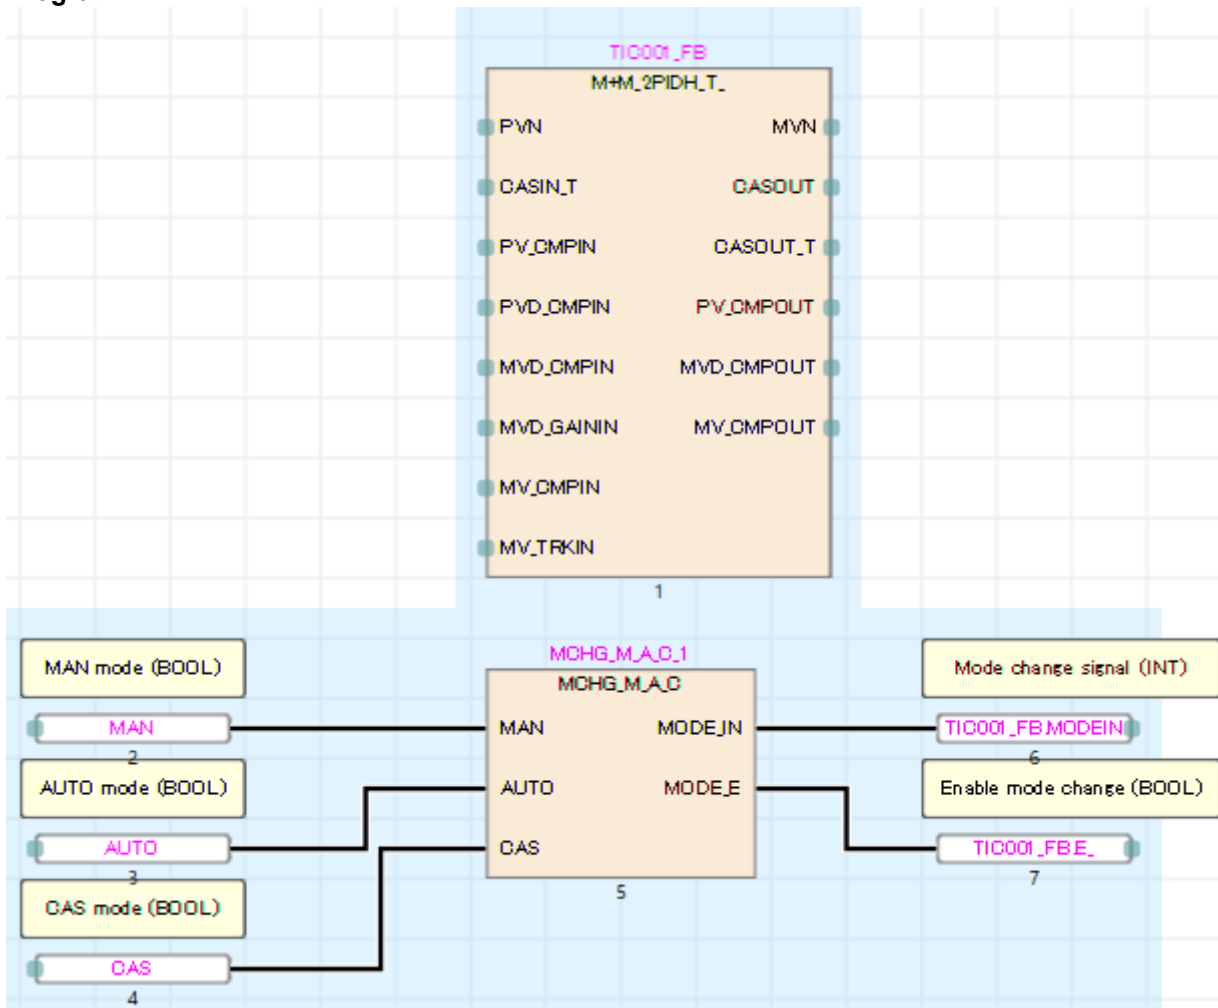 TIC001_FB
M+M_2PIDH_T_
PVN MVN
CASIN_T CASOUT
PV_CMPIN CASOUT_T
PVD_CMPIN PV_CMPOUT
MVD_CMPIN MVD_CMPOUT
MVD_GAININ MV_CMPOUT
MV_CMPIN
MV_TRKIN
1
MAN mode (BOOL)
MCHG_M_A_C_1
MCHG_M_A_C
Mode change signal (INT)
MAN
2
MAN MODE_IN
TIC001_FB.MODEIN
6
AUTO mode (BOOL)
AUTO MODE_E
Enable mode change (BOOL)
AUTO
3
CAS
5
TIC001_FB.E_
7
CAS mode (BOOL)
CAS
4